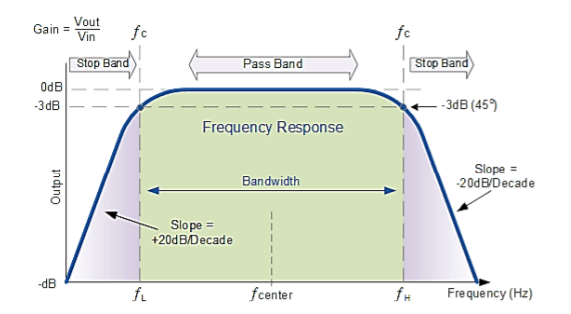 Gain = Vout
Vin
fc
fc
Stop Band
Pass Band
Stop Band
0dB
-3dB
-3dB (45°)
Frequency Response
Slope =
-20dB/Decade
Bandwidth
Output
Slope =
+20dB/Decade
-dB
fL
fcenter
fH
Frequency (Hz)